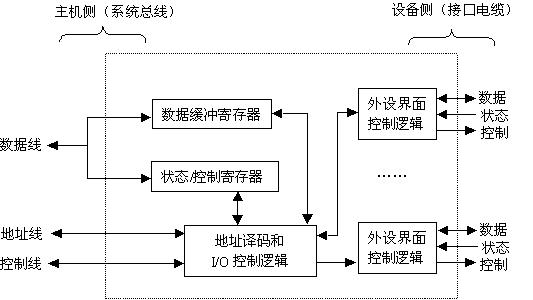 主机侧（系统总线）
设备侧（接口电缆）
数据缓冲寄存器
外设界面
控制逻辑
数据
状态
控制
数据线
状态/控制寄存器
……
地址线
控制线
地址译码和
I/O 控制逻辑
外设界面
控制逻辑
数据
状态
控制